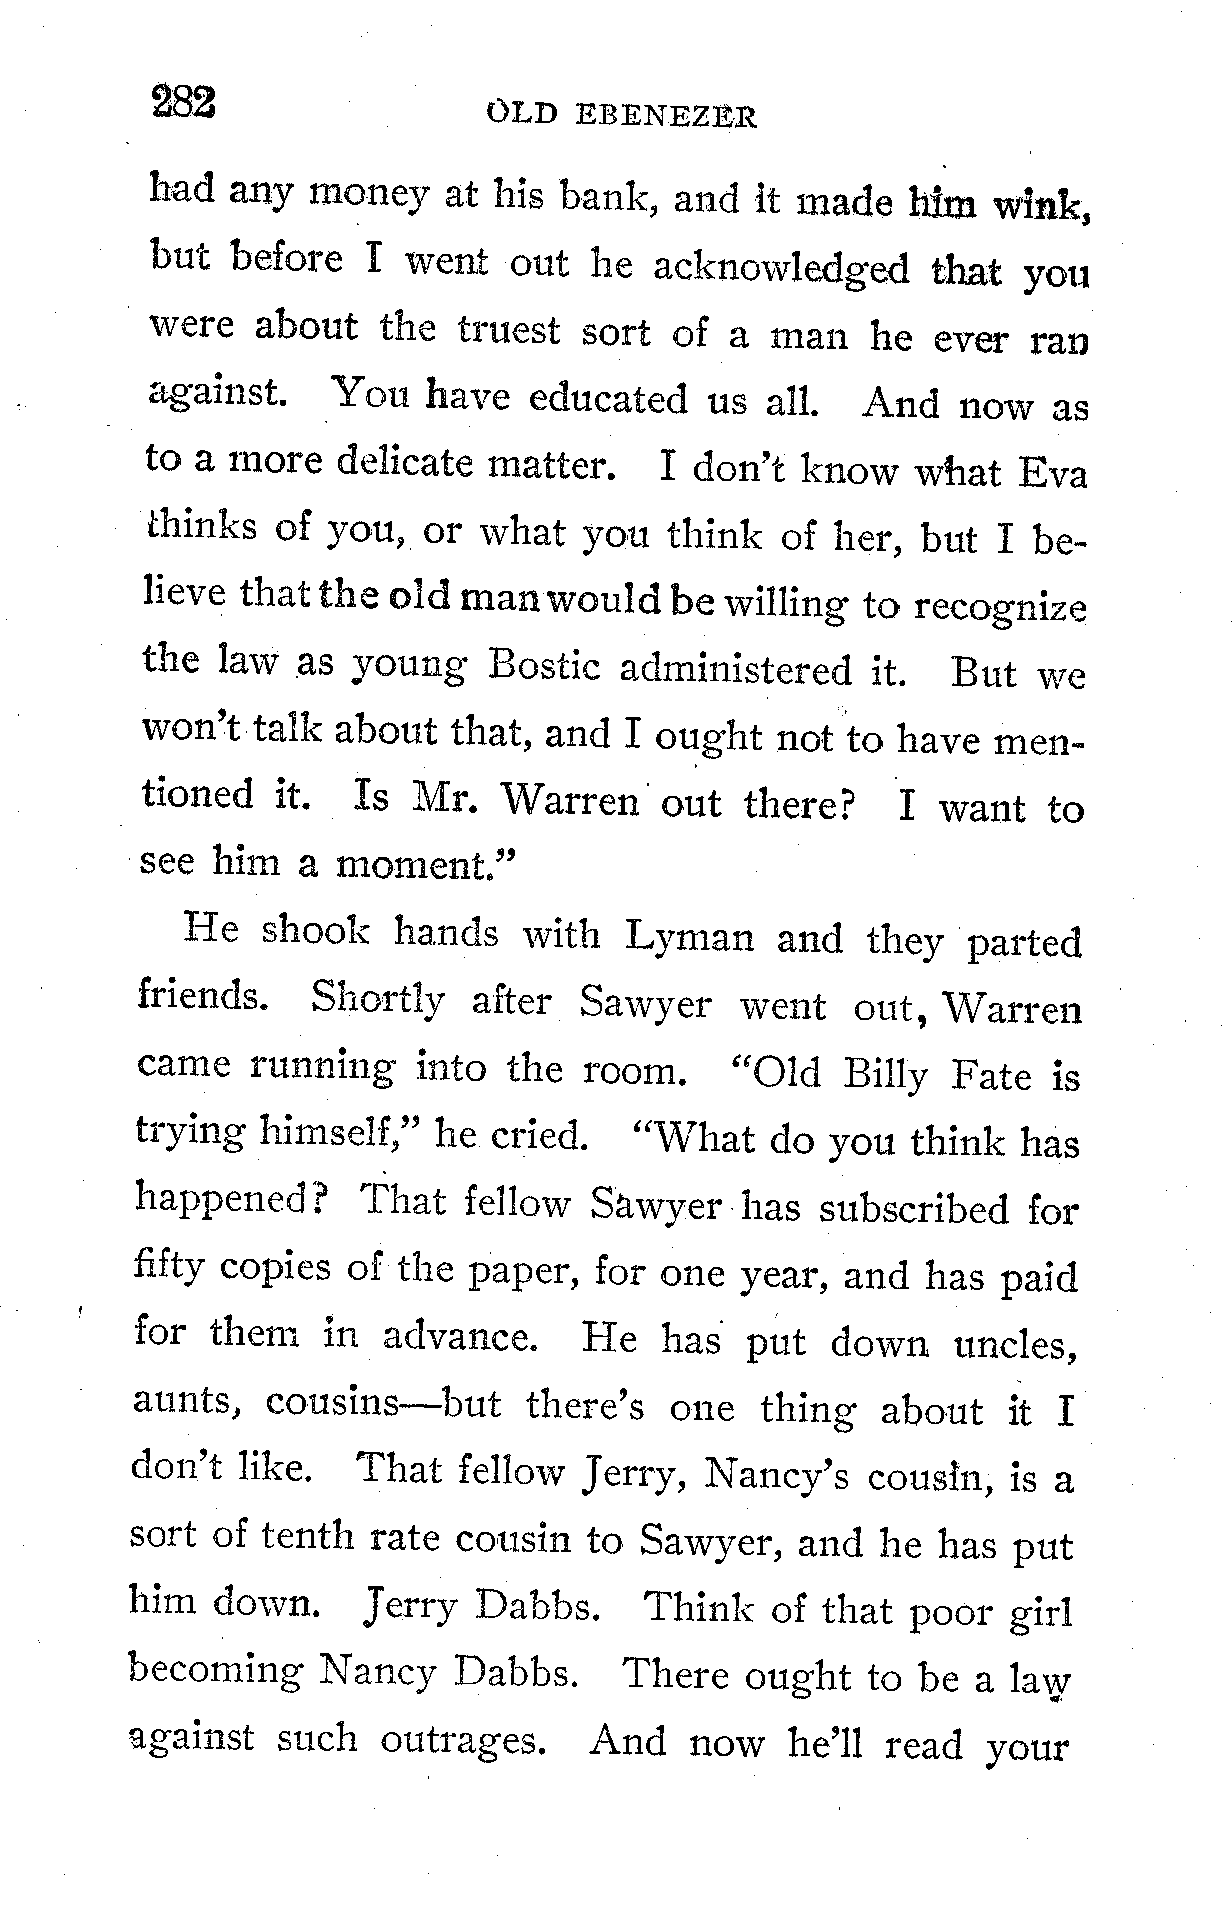 282
OLD EBENEZER
had any money at his bank, and it made him wink,
but before I went out he acknowledged that you
were about the truest sort of a man he ever ran
against. You have educated us all. And now as
to a more delicate matter. I don't know what Eva
thinks of you, or what you think of her, but I be-
lieve that the old man would be willing to recognize
the law as young Bostic administered it. But we
won't talk about that, and I ought not to have men-
tioned it. Is Mr. Warren out there? I want to
see him a moment."
He shook hands with Lyman and they parted
friends. Shortly after Sawyer went out, Warren
came running into the room. "Old Billy Fate is
trying himself," he cried. "What do you think has
happened? That fellow Sawyer has subscribed for
fifty copies of the paper, for one year, and has paid
for them in advance. He has put down uncles,
aunts, cousins—but there's one thing about it I
don't like. That fellow Jerry, Nancy's cousin, is a
sort of tenth rate cousin to Sawyer, and he has put
him down. Jerry Dabbs. Think of that poor girl
becoming Nancy Dabbs. There ought to be a law
against such outrages. And now he'll read your